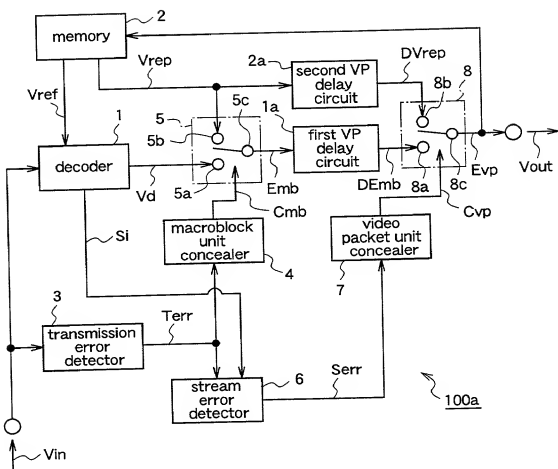 2
memory
Vrep
2a
second VP
delay
circuit
DVrep
8
8b
Vref
1
decoder
5
5c
5b
5a
1a
first VP
delay
circuit
Vd
Emb
DEmb
8a
8c
Evp
Vout
Cmb
Cvp
Si
macroblock
unit
concealer
4
video
packet unit
concealer
7
3
transmission
error
detector
Terr
stream
error
detector
6
Serr
100a
Vin